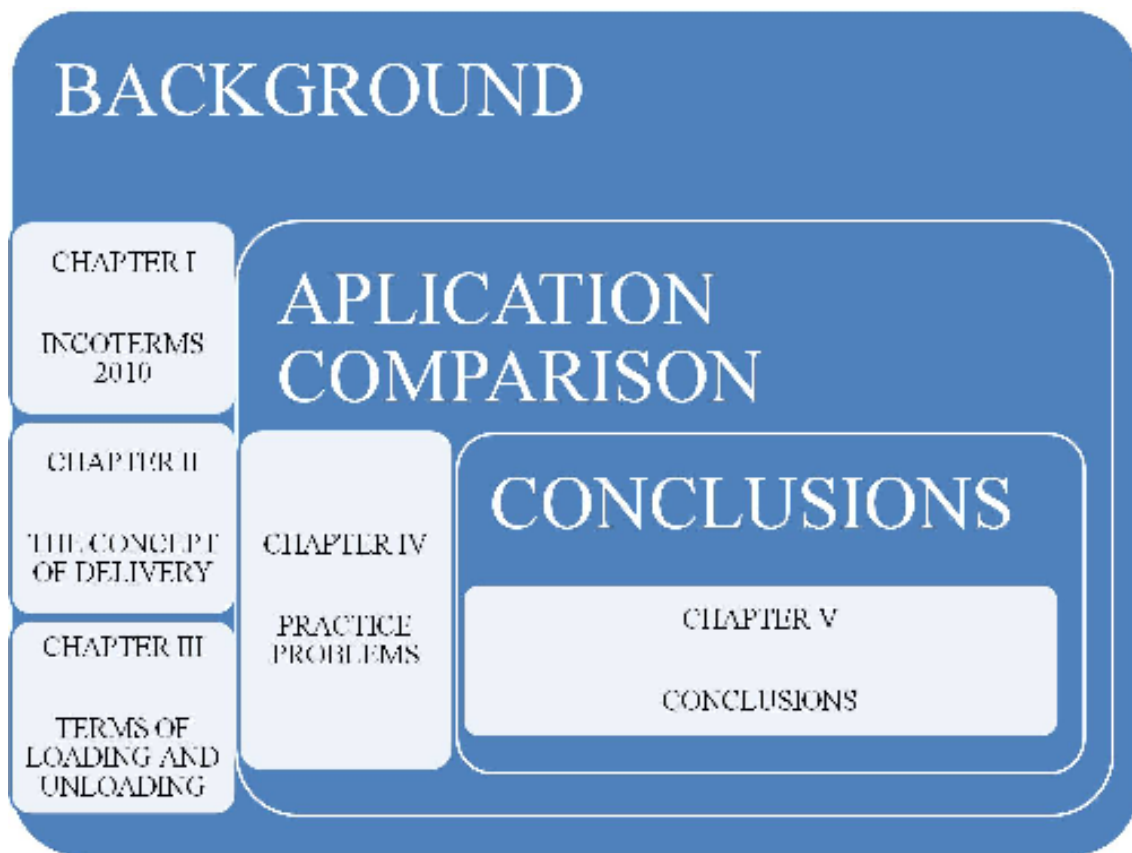 BACKGROUND
CHAPTER I
INCOTERMS
2010
CHAPTER II
THE CONCEPT
OF DELIVERY
CHAPTER III
TERMS OF
LOADING AND
UNLOADING
APLICATION
COMPARISON
CHAPTER IV
PRACTICE
PROBLEMS
CONCLUSIONS
CHAPTER V
CONCLUSIONS